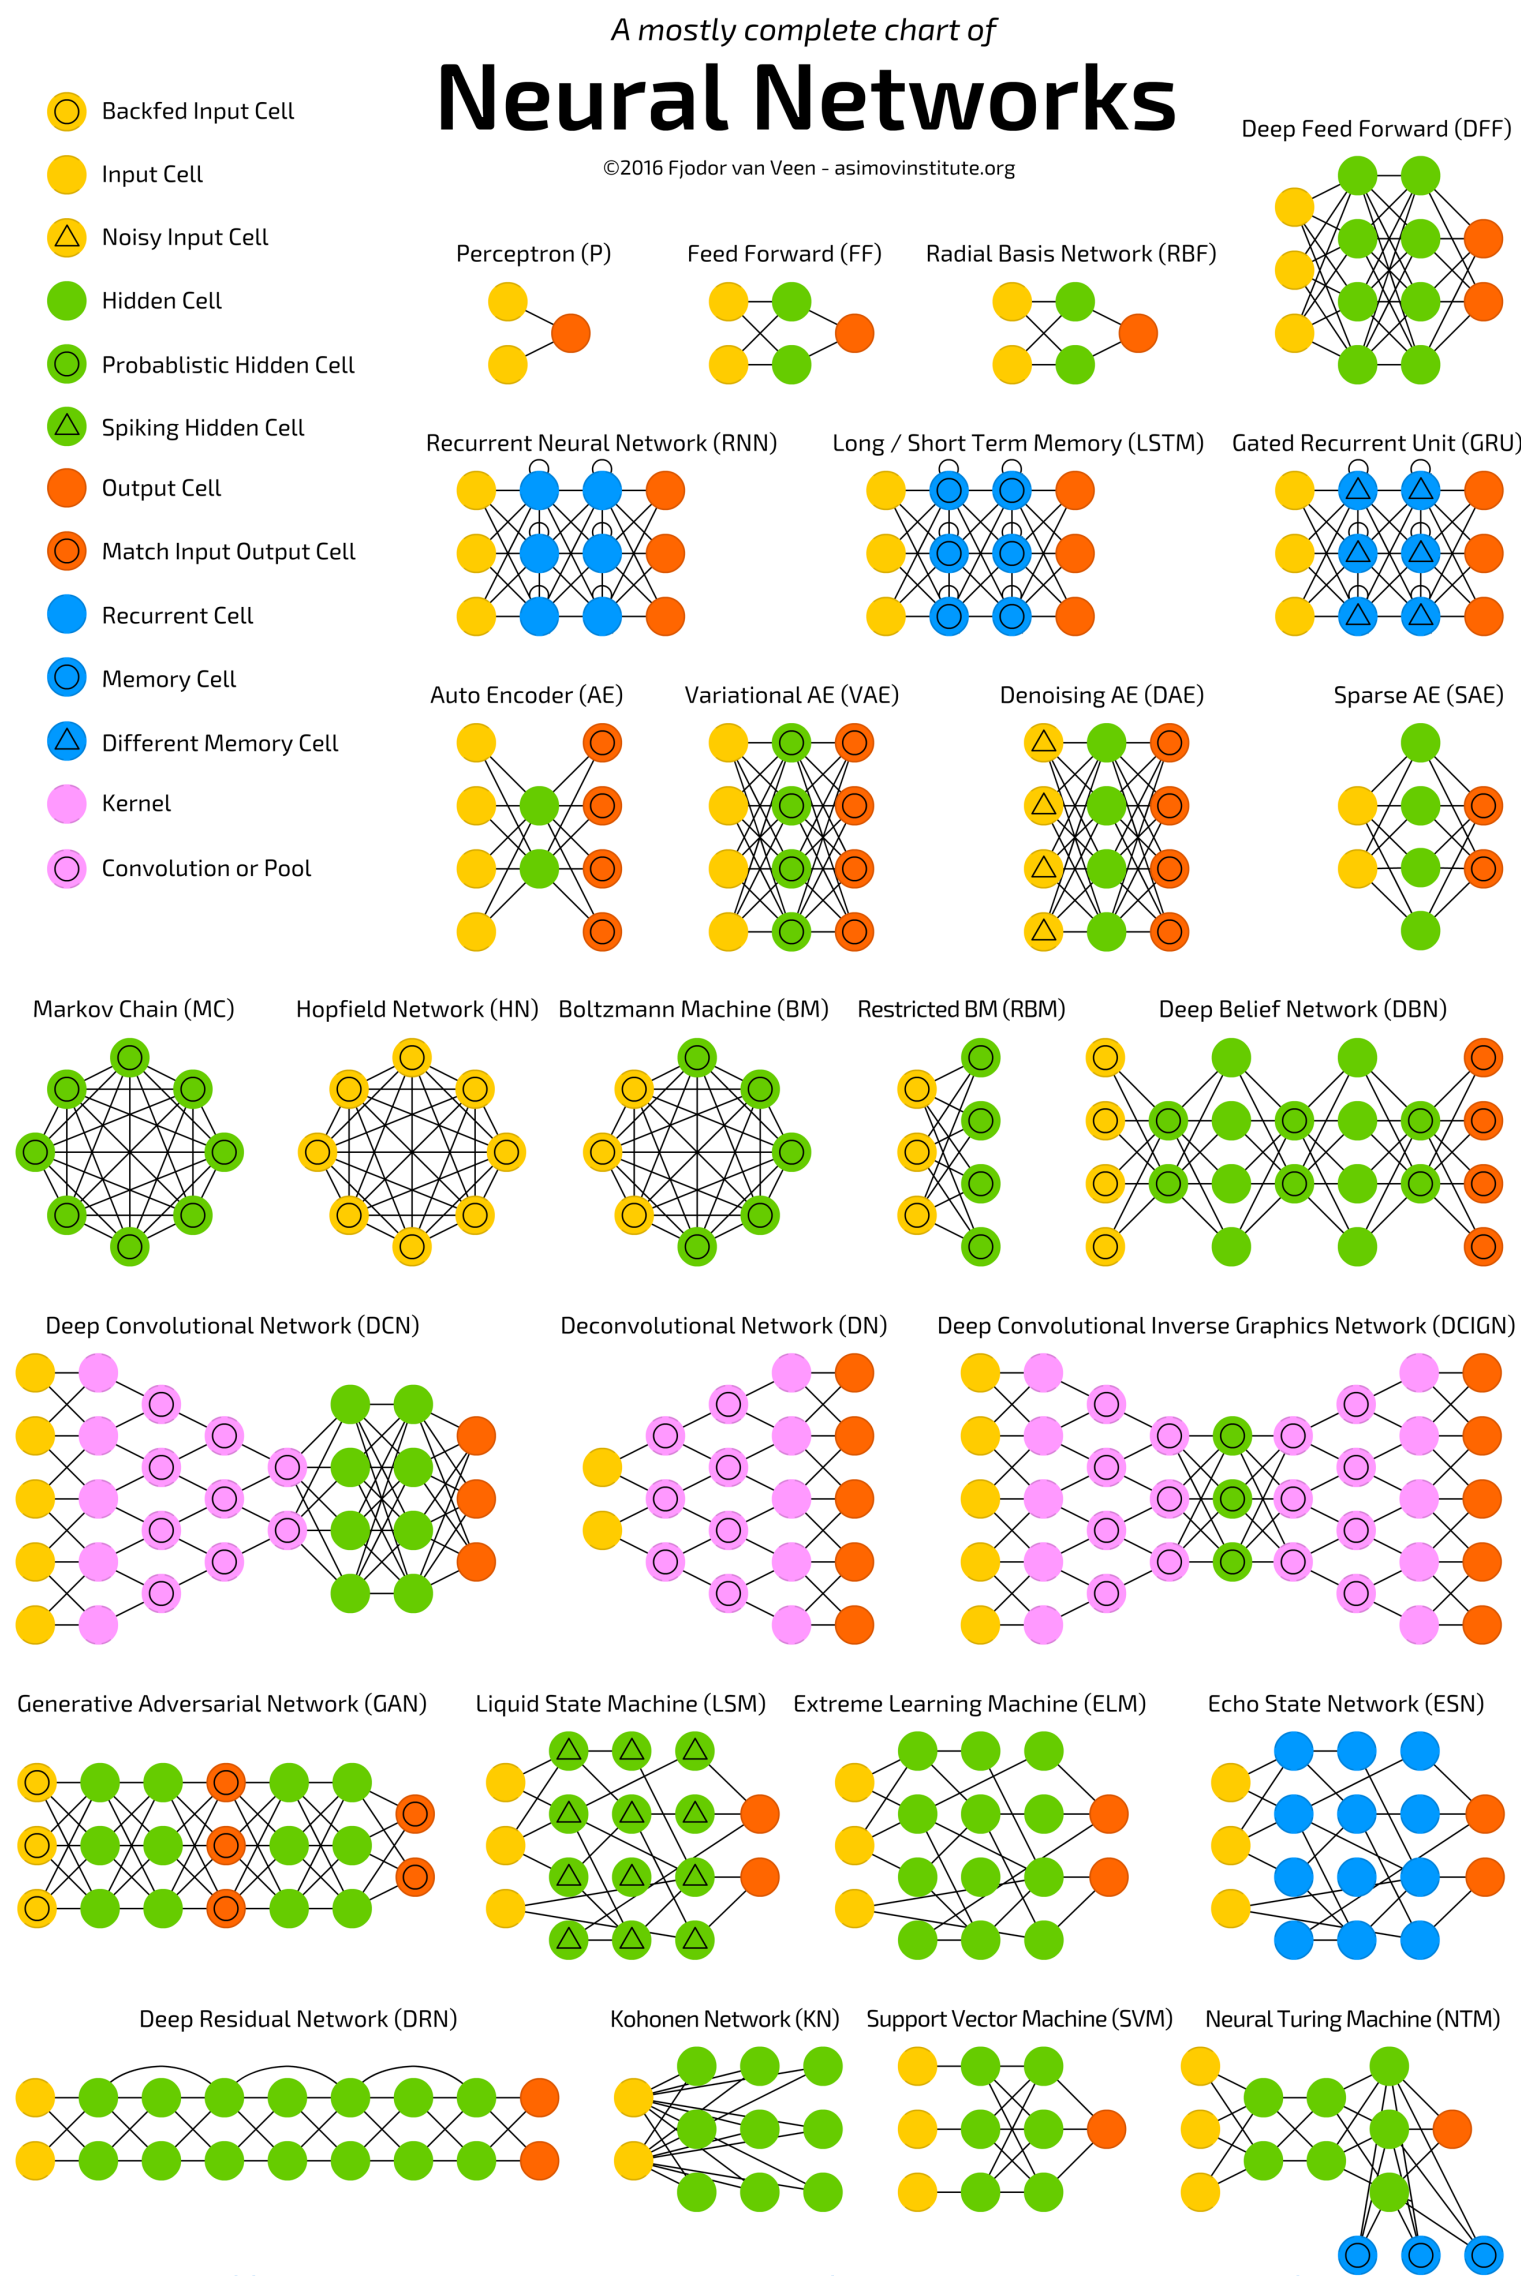 A mostly complete chart of
Neural Networks
©2016 Fjodor van Veen - asimovinstitute.org
Backfed Input Cell
Input Cell
Noisy Input Cell
Hidden Cell
Probablistic Hidden Cell
Spiking Hidden Cell
Output Cell
Match Input Output Cell
Recurrent Cell
Memory Cell
Different Memory Cell
Kernel
Convolution or Pool
Deep Feed Forward (DFF)
Perceptron (P)
Feed Forward (FF)
Radial Basis Network (RBF)
Recurrent Neural Network (RNN)
Long / Short Term Memory (LSTM)
Gated Recurrent Unit (GRU)
Auto Encoder (AE)
Variational AE (VAE)
Denoising AE (DAE)
Sparse AE (SAE)
Markov Chain (MC)
Hopfield Network (HN)
Boltzmann Machine (BM)
Restricted BM (RBM)
Deep Belief Network (DBN)
Deep Convolutional Network (DCN)
Deconvolutional Network (DN)
Deep Convolutional Inverse Graphics Network (DCIGN)
Generative Adversarial Network (GAN)
Liquid State Machine (LSM)
Extreme Learning Machine (ELM)
Echo State Network (ESN)
Deep Residual Network (DRN)
Kohonen Network (KN)
Support Vector Machine (SVM)
Neural Turing Machine (NTM)